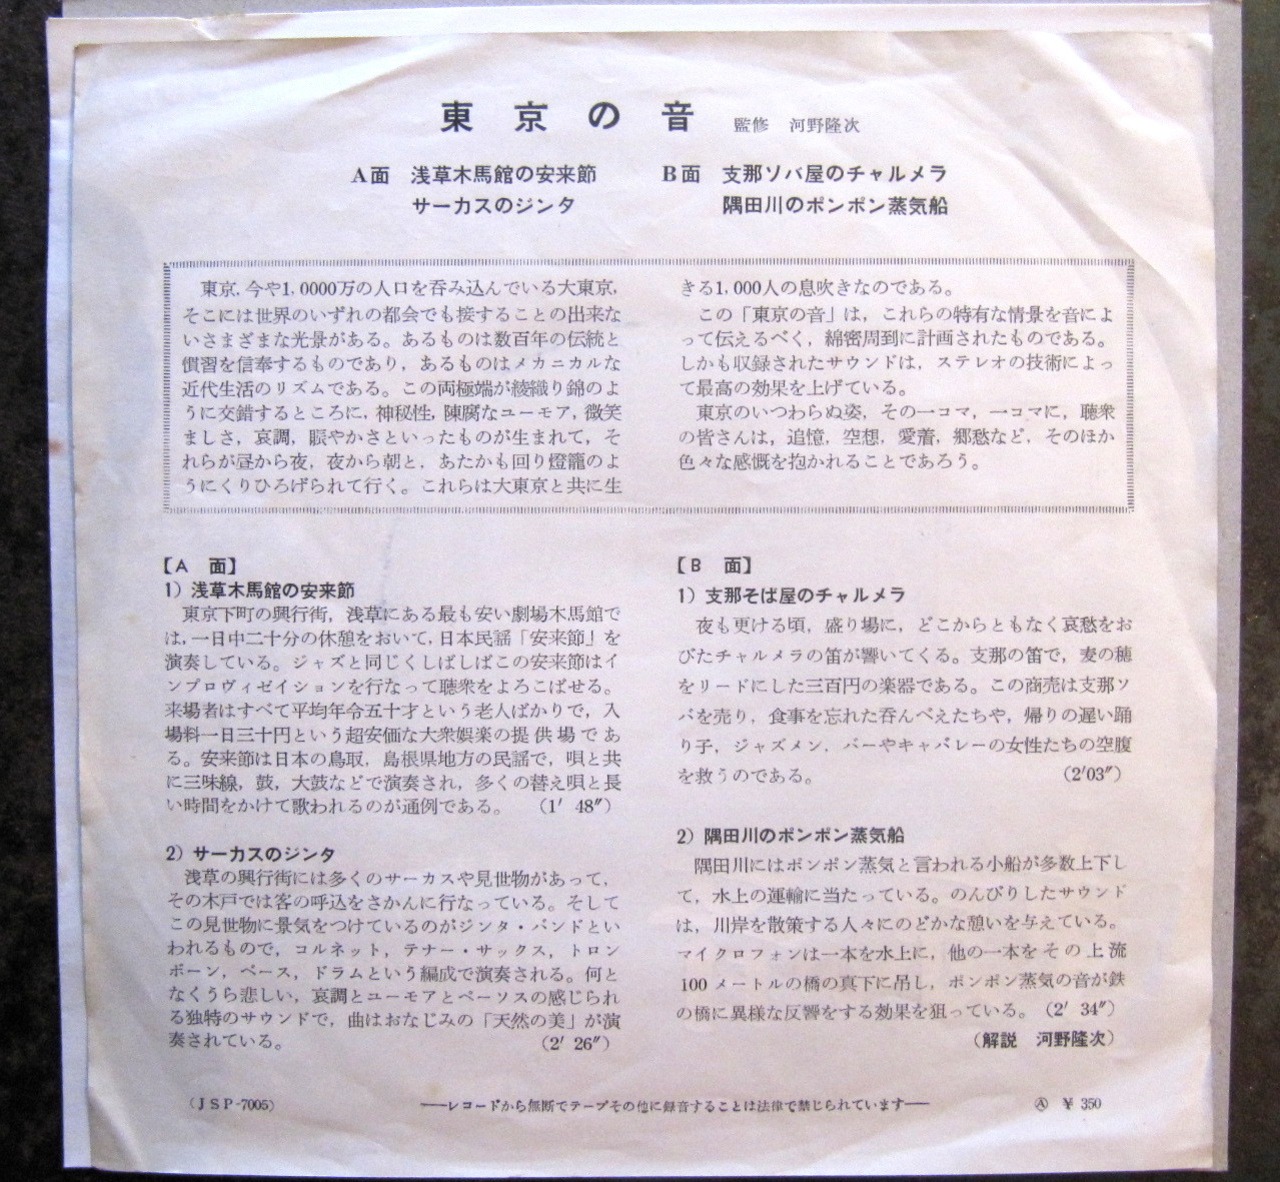 東京の音 監修 河野隆次
A面 浅草木馬館の安来節
サーカスのジンタ
B面 支那ソバ屋のチャルメラ
隅田川のポンポン蒸気船
東京,今や1,0000万の人口を呑み込んでいる大東京,
そこには世界のいずれの都会でも接することの出来な
いさまざまな光景がある。あるものは数百年の伝統と
慣習を信奉するものであり,あるものはメカニカルな
近代生活のリズムである。この両極端が綾織り錦のよ
うに交錯するところに,神秘性,陳腐なユーモア,微笑
ましさ,哀調,賑やかさといったものが生まれて,そ
れらが昼から夜,夜から朝と,あたかも回り燈籠のよ
うにくりひろげられて行く。これらは大東京と共に生
きる1,000人の息吹きなのである。
この「東京の音」は,これらの特有な情景を音によ
って伝えるべく,綿密周到に計画されたものである。
しかも収録されたサウンドは,ステレオの技術によっ
て最高の効果を上げている。
東京のいつわらぬ姿,その一コマ,一コマに,聴衆
の皆さんは,追憶,空想,愛着,郷愁など,そのほか
色々な感慨を抱かれることであろう。
【A 面】
1）浅草木馬館の安来節
東京下町の興行街,浅草にある最も安い劇場木馬館で
は,一日中二十分の休憩をおいて,日本民謡「安来節」を
演奏している。ジャズと同じくしばしばこの安来節はイ
ンプロヴィゼイションを行なって聴衆をよろこばせる。
来場者はすべて平均年令五十才という老人ばかりで,入
場料一日三十円という超安価な大衆娯楽の提供場であ
る。安来節は日本の鳥取,島根県地方の民謡で,唄と共
に三味線,鼓,大鼓などで演奏され,多くの替え唄と長
い時間をかけて歌われるのが通例である。 (1′ 48″)
2）サーカスのジンタ
浅草の興行街には多くのサーカスや見世物があって,
その木戸では客の呼込をさかんに行なっている。そして
この見世物に景気をつけているのがジンタ・バンドとい
われるもので,コルネット,テナー・サックス,トロン
ボーン,ベース,ドラムという編成で演奏される。何と
なくうら悲しい,哀調とユーモアとペーソスの感じられ
る独特のサウンドで,曲はおなじみの「天然の美」が演
奏されている。 (2′ 26″)
【B 面】
1）支那そば屋のチャルメラ
夜も更ける頃,盛り場に,どこからともなく哀愁をお
びたチャルメラの笛が響いてくる。支那の笛で,麦の穂
をリードにした三百円の楽器である。この商売は支那ソ
バを売り,食事を忘れた呑んべえたちや,帰りの遅い踊
り子,ジャズメン,バーやキャバレーの女性たちの空腹
を救うのである。 (2′03″)
2）隅田川のポンポン蒸気船
隅田川にはポンポン蒸気と言われる小船が多数上下し
て,水上の運輸に当たっている。のんびりしたサウンド
は,川岸を散策する人々にのどかな憩いを与えている。
マイクロフォンは一本を水上に,他の一本をその上流
100メートルの橋の真下に吊し,ポンポン蒸気の音が鉄
の橋に異様な反響をする効果を狙っている。(2′ 34″)
(解説 河野隆次)
(JSP-7005)
──レコードから無断でテープその他に録音することは法律で禁じられています──
Ⓐ ¥350